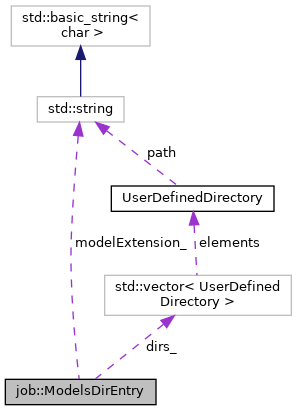 std::basic_string<
char >
std::string
path
UserDefinedDirectory
modelExtension_
elements
std::vector< UserDefined
Directory >
dirs_
job::ModelsDirEntry